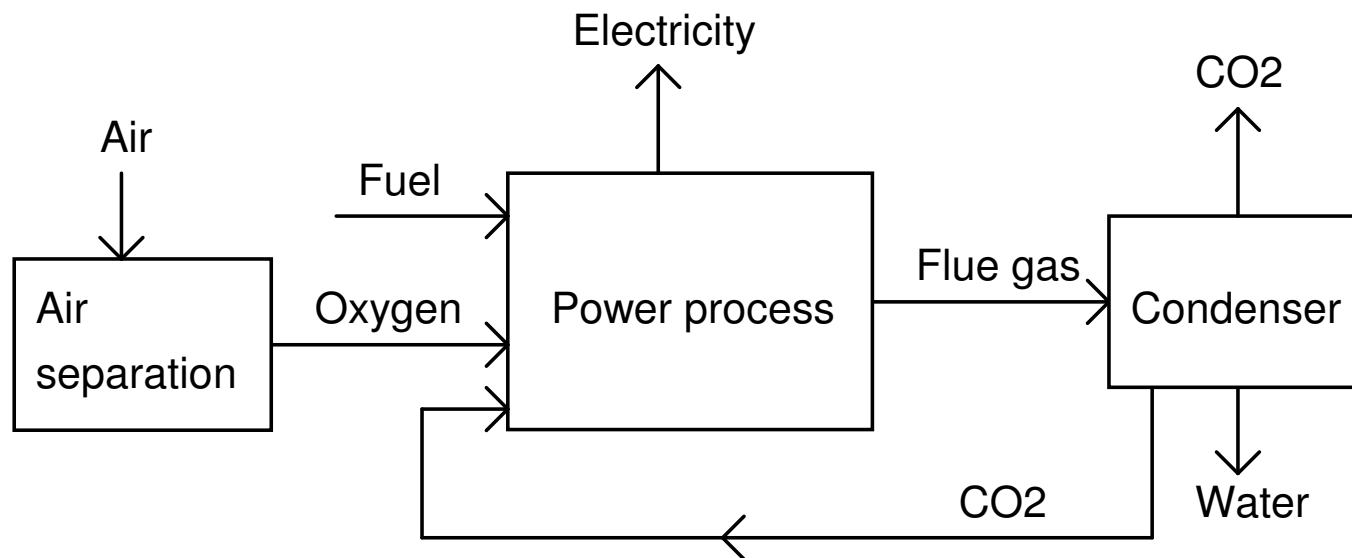 Electricity
CO2
Air
Fuel
Flue gas
Air
separation
Oxygen
Power process
Condenser
CO2
Water